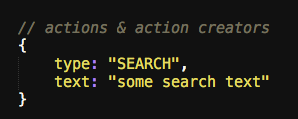 // actions & action creators
{
    type: "SEARCH",
    text: "some search text"
}